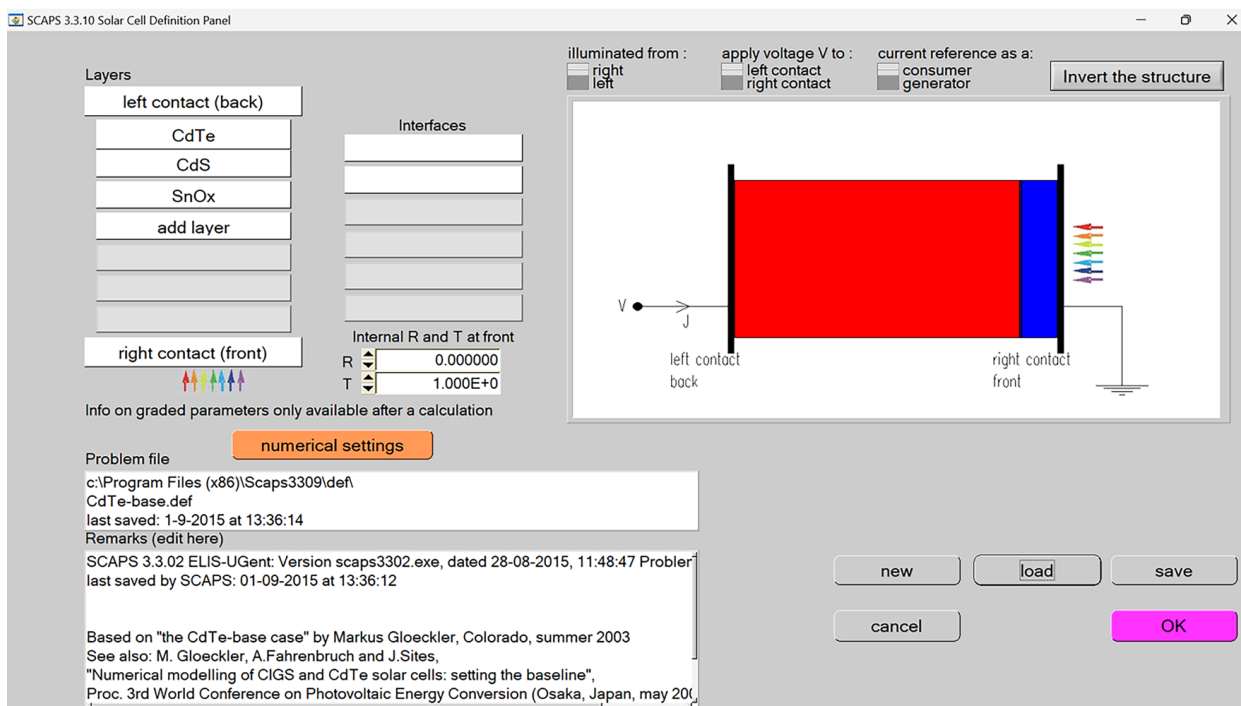 SCAPS 3.3.10 Solar Cell Definition Panel
illuminated from :
right
left
apply voltage V to :
left contact
right contact
current reference as a:
consumer
generator
Invert the structure
Layers
left contact (back)
CdTe
CdS
SnOx
add layer
right contact (front)
Interfaces
Internal R and T at front
R 0.000000
T 1.000E+0
Info on graded parameters only available after a calculation
numerical settings
V
J
left contact
back
right contact
front
Problem file
c:\Program Files (x86)\Scaps3309\def\
CdTe-base.def
last saved: 1-9-2015 at 13:36:14
Remarks (edit here)
SCAPS 3.3.02 ELIS-UGent: Version scaps3302.exe, dated 28-08-2015, 11:48:47 Problem
last saved by SCAPS: 01-09-2015 at 13:36:12
Based on "the CdTe-base case" by Markus Gloeckler, Colorado, summer 2003
See also: M. Gloeckler, A.Fahrenbruch and J.Sites,
"Numerical modelling of CIGS and CdTe solar cells: setting the baseline",
Proc. 3rd World Conference on Photovoltaic Energy Conversion (Osaka, Japan, may
new
load
save
cancel
OK